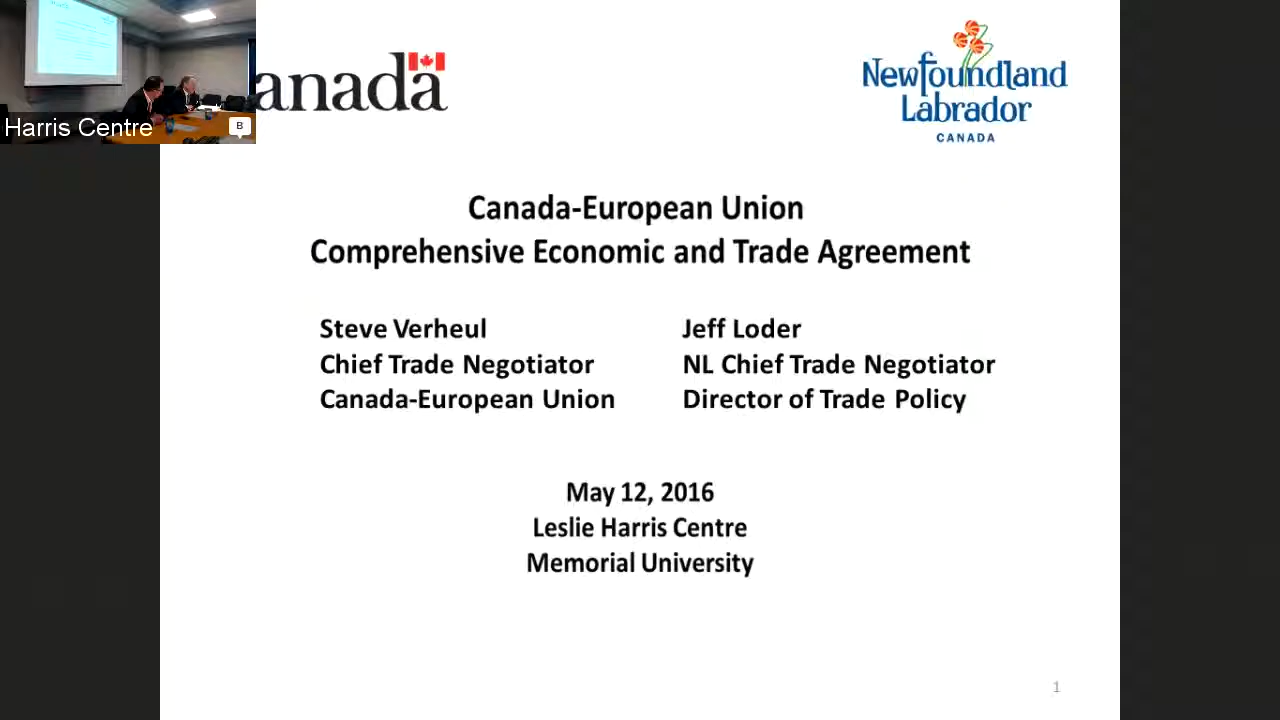 Harris Centre
B
anada
Newfoundland
Labrador
CANADA
Canada-European Union
Comprehensive Economic and Trade Agreement
Steve Verheul
Chief Trade Negotiator
Canada-European Union
Jeff Loder
NL Chief Trade Negotiator
Director of Trade Policy
May 12, 2016
Leslie Harris Centre
Memorial University
1